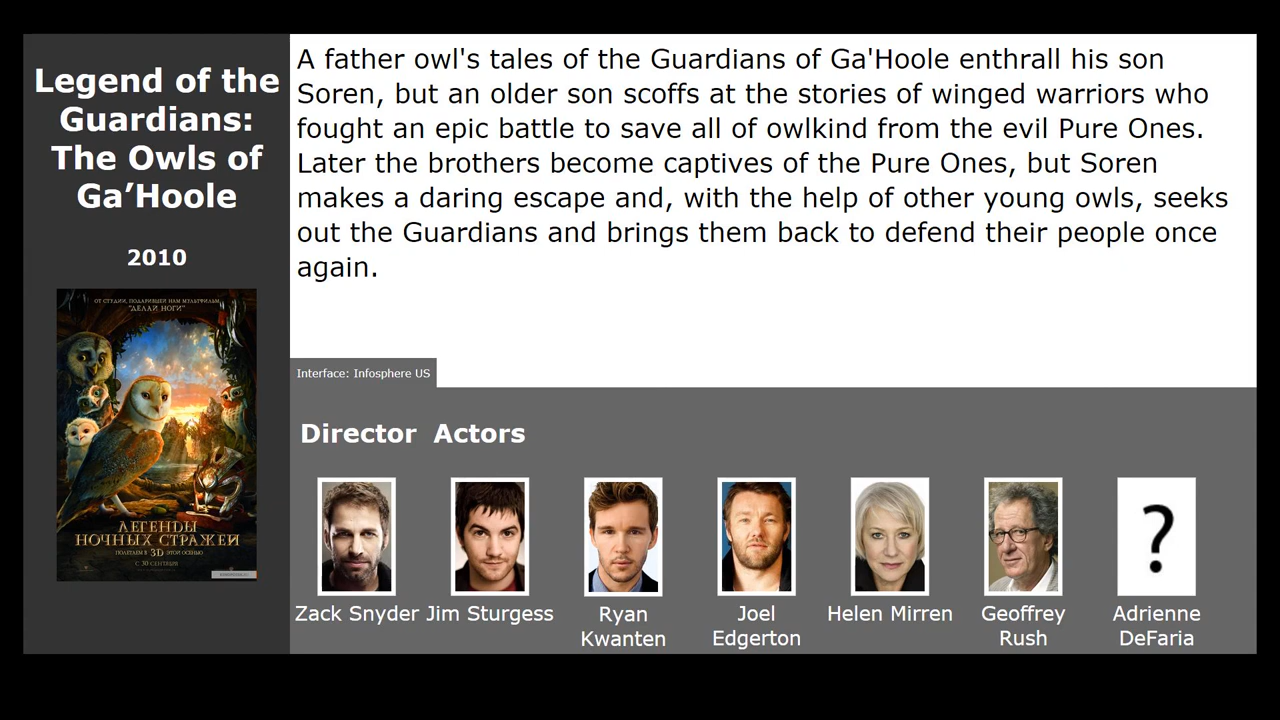 Legend of the
Guardians:
The Owls of
Ga’Hoole
2010
ОТ СТУДИИ, ПОДАРИВШЕЙ НАМ МУЛЬТФИЛЬМ
"ДЕЛАЙ НОГИ"
ЛЕГЕНДЫ
НОЧНЫХ СТРАЖЕЙ
ПОЛЕТАЕМ В 3D ЭТОЙ ОСЕНЬЮ
С 30 СЕНТЯБРЯ
A father owl's tales of the Guardians of Ga'Hoole enthrall his son
Soren, but an older son scoffs at the stories of winged warriors who
fought an epic battle to save all of owlkind from the evil Pure Ones.
Later the brothers become captives of the Pure Ones, but Soren
makes a daring escape and, with the help of other young owls, seeks
out the Guardians and brings them back to defend their people once
again.
Interface: Infosphere US
Director Actors
Zack Snyder Jim Sturgess Ryan Kwanten Joel Edgerton Helen Mirren Geoffrey Rush Adrienne DeFaria
?